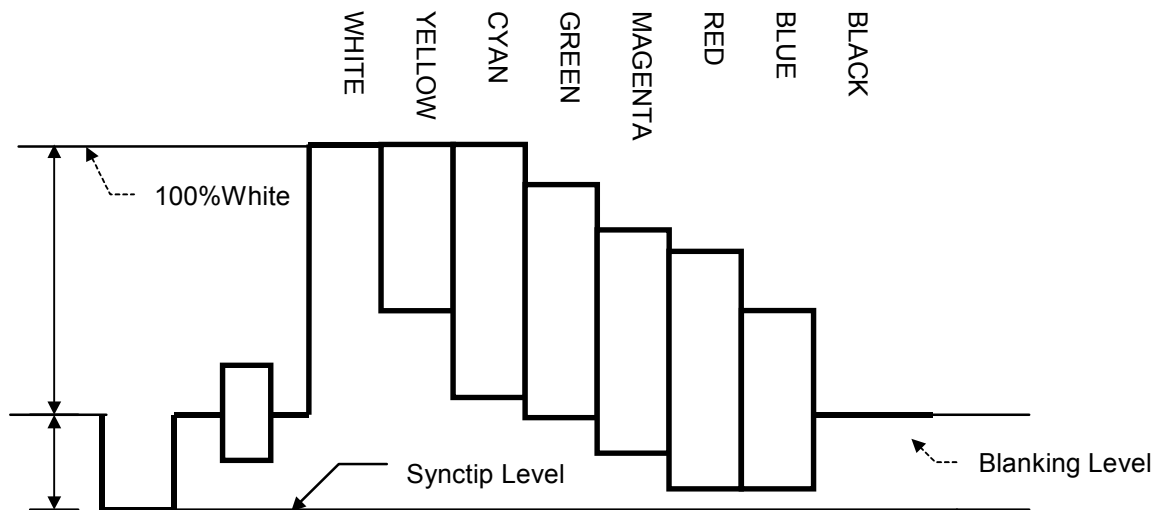 WHITE
YELLOW
CYAN
GREEN
MAGENTA
RED
BLUE
BLACK
100%White
Synctip Level
Blanking Level